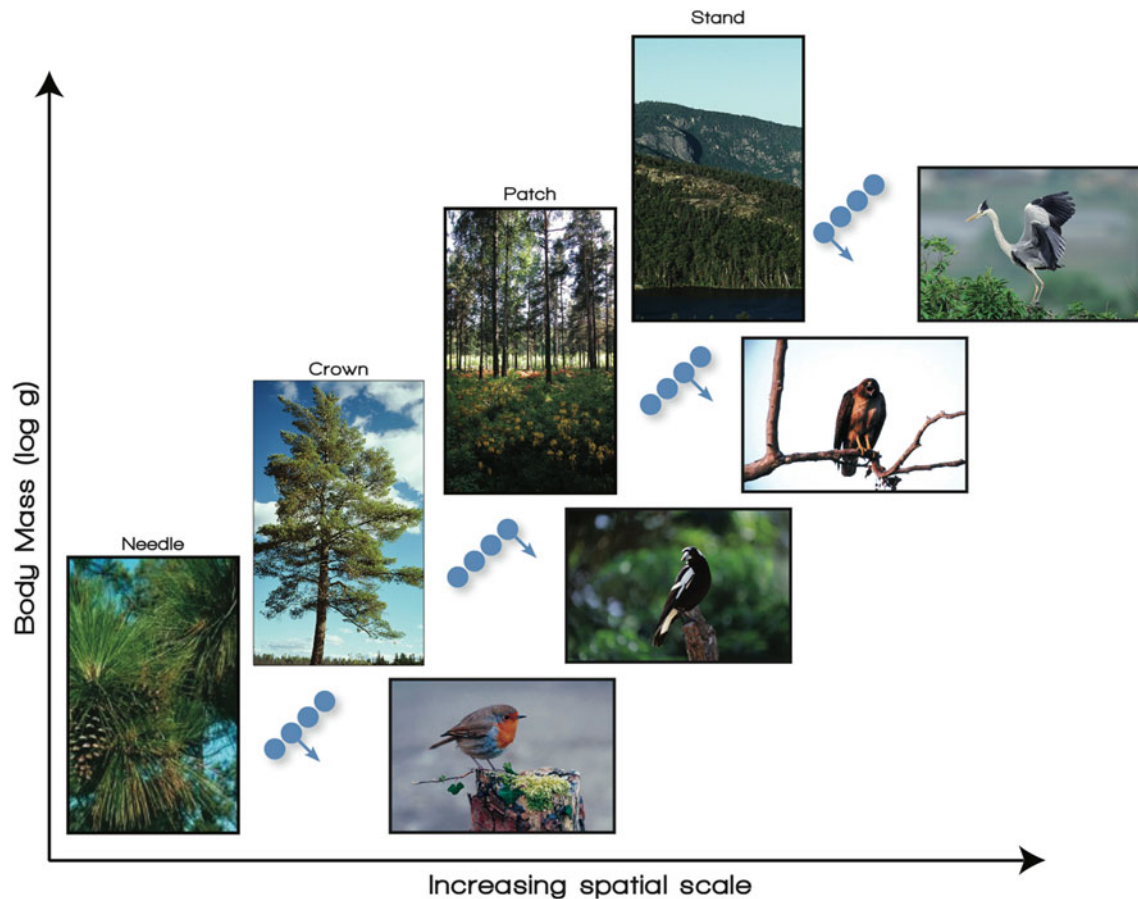 Stand
Patch
Crown
Needle
Body Mass (log g)
Increasing spatial scale